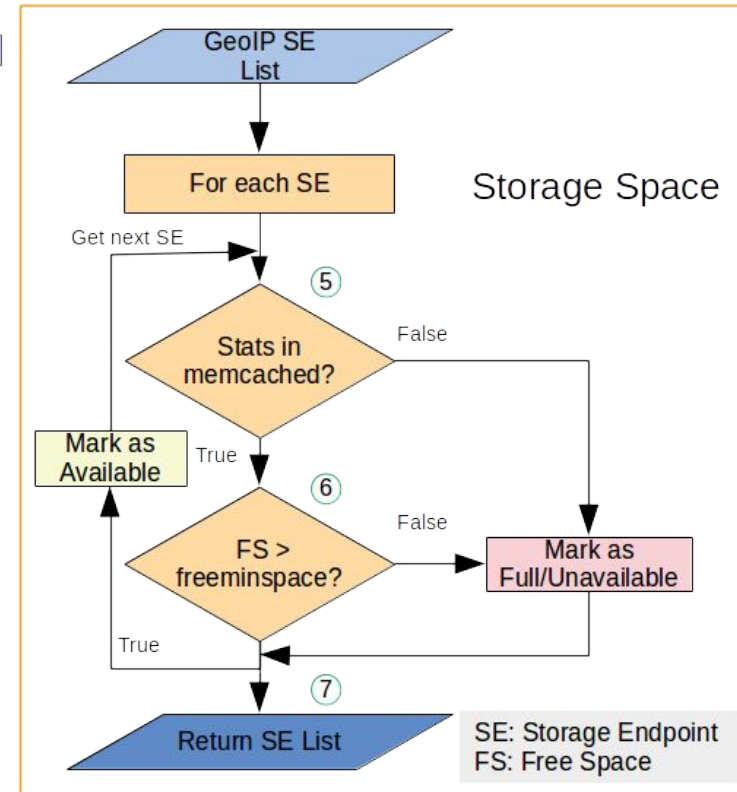 GeoIP SE
List
For each SE
Storage Space
Get next SE
5
Stats in
memcached?
False
Mark as
Available
True
6
FS >
freeminspace?
False
Mark as
Full/Unavailable
True
7
Return SE List
SE: Storage Endpoint
FS: Free Space